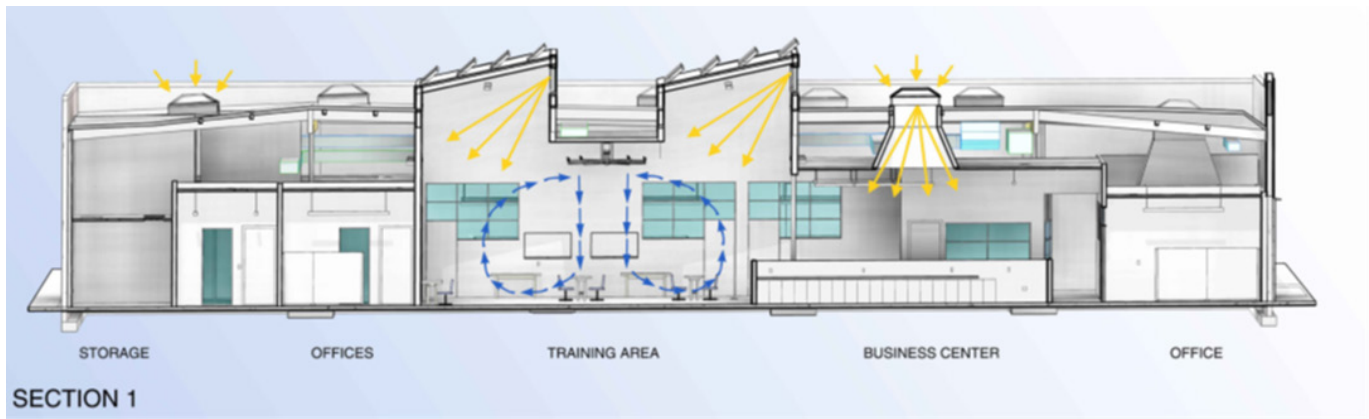 STORAGE
OFFICES
TRAINING AREA
BUSINESS CENTER
OFFICE
SECTION 1